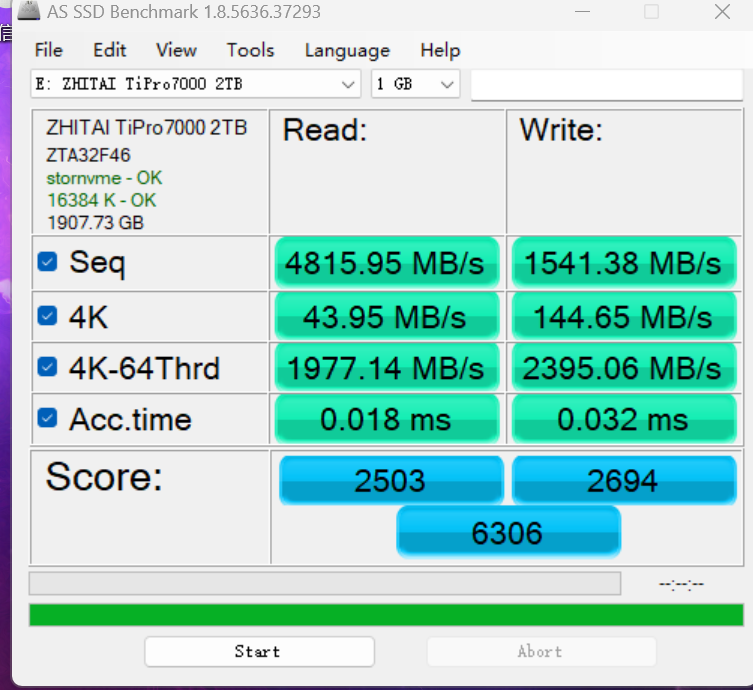 信
AS SSD Benchmark 1.8.5636.37293
File Edit View Tools Language Help
E: ZHITAI TiPro7000 2TB 1 GB
ZHITAI TiPro7000 2TB
ZTA32F46
stornvme - OK
16384 K - OK
1907.73 GB
Read: Write:
Seq 4815.95 MB/s 1541.38 MB/s
4K 43.95 MB/s 144.65 MB/s
4K-64Thrd 1977.14 MB/s 2395.06 MB/s
Acc.time 0.018 ms 0.032 ms
Score: 2503 2694
6306
--:--:--
Start Abort